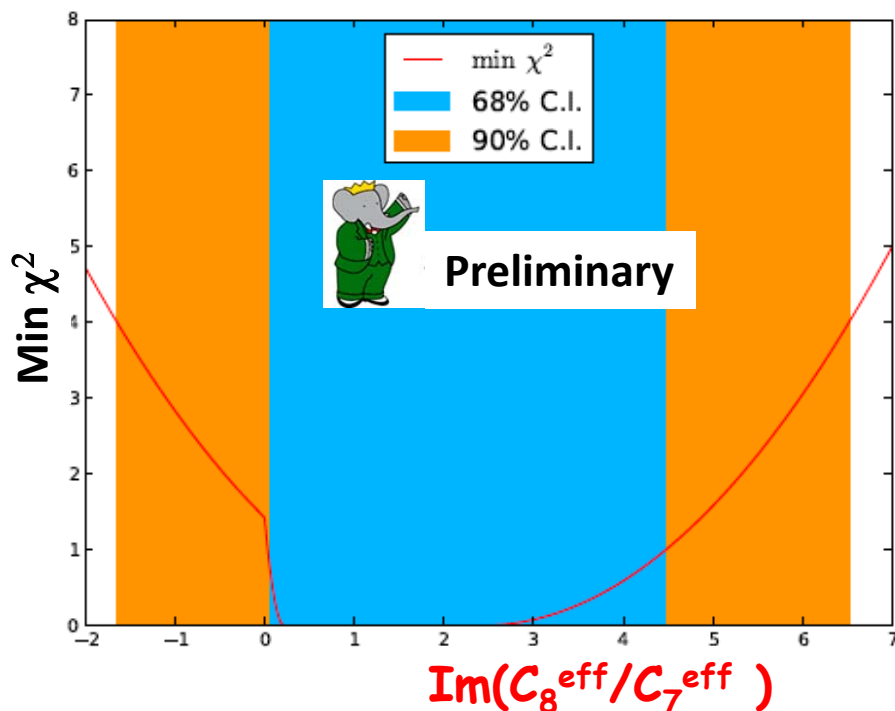 8
7
6
5
4
3
2
1
0
Min χ²
min χ²
68% C.I.
90% C.I.
Preliminary
−2 −1 0 1 2 3 4 5 6 7
Im(C₈ᵉᶠᶠ/C₇ᵉᶠᶠ )